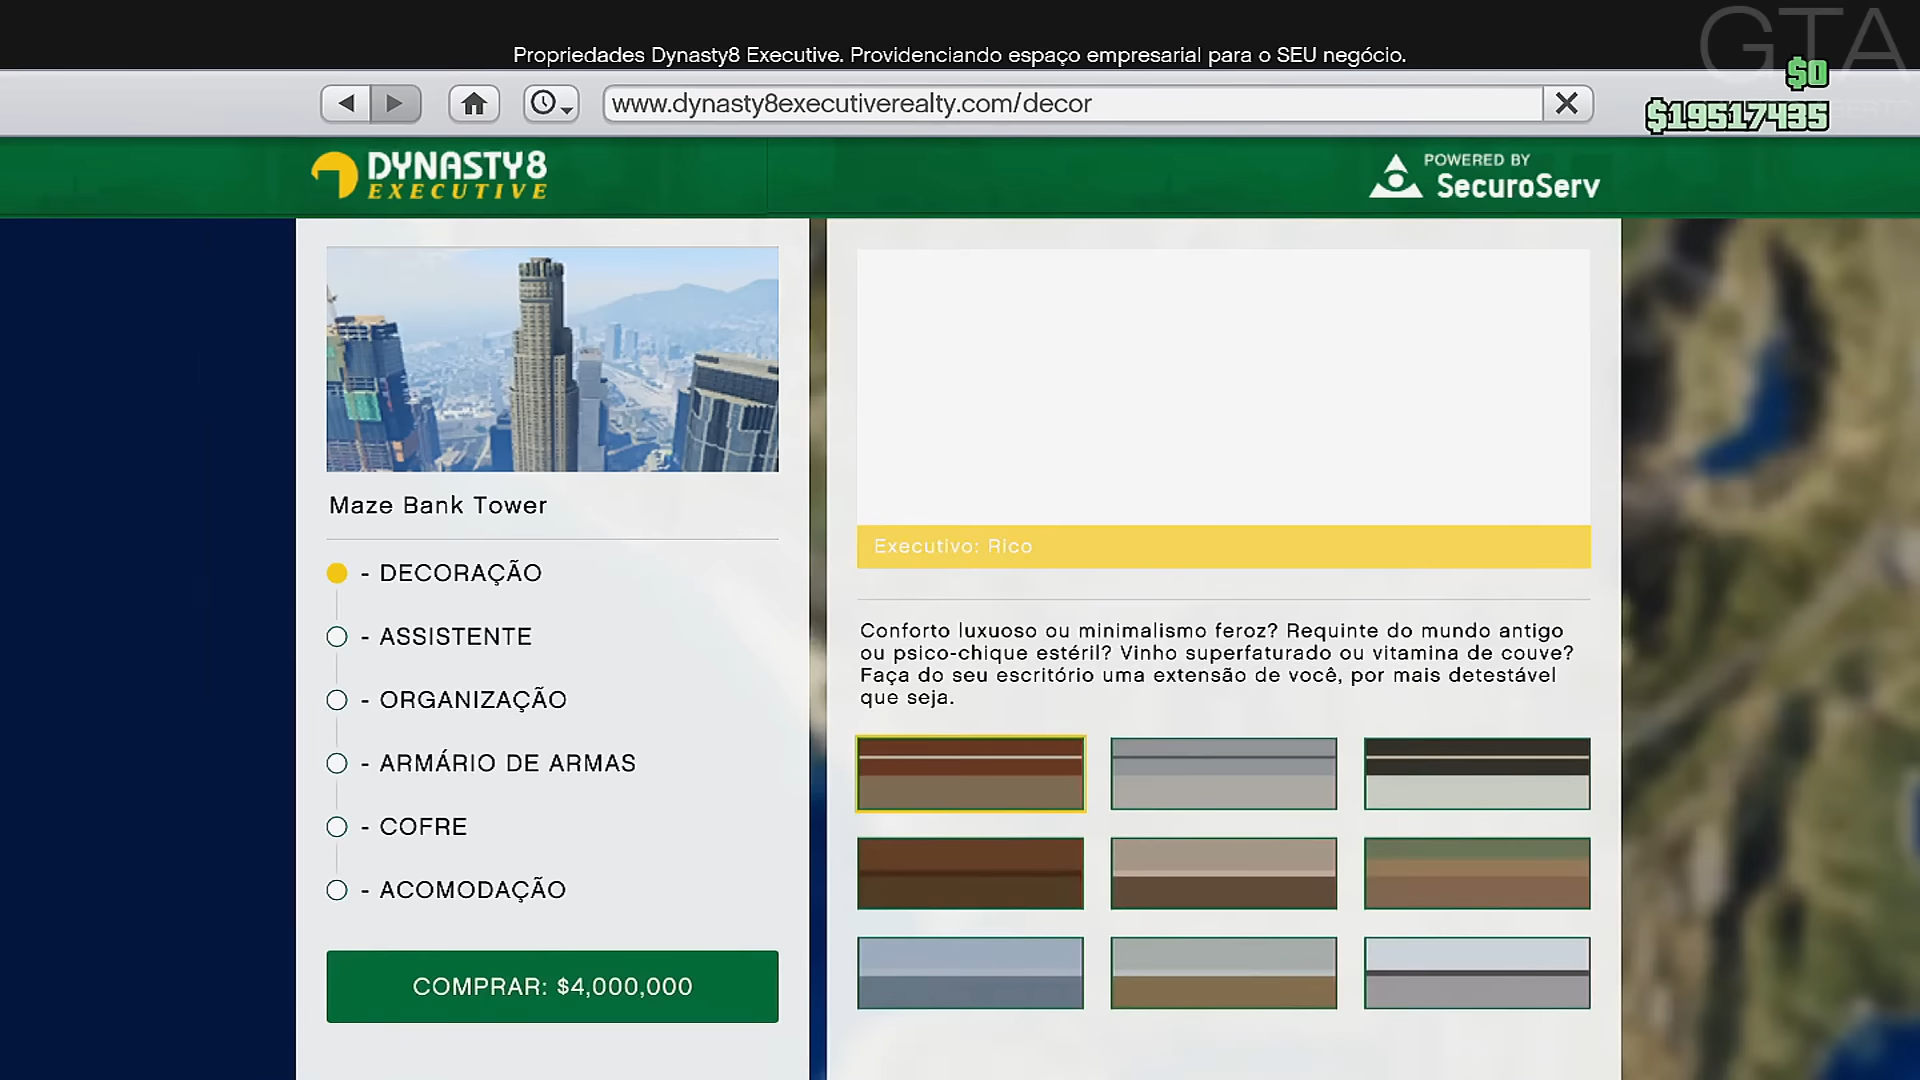 GTA
Propriedades Dynasty8 Executive. Providenciando espaço empresarial para o SEU negócio.
$0
www.dynasty8executiverealty.com/decor
$19517435
DYNASTY8
EXECUTIVE
POWERED BY
SecuroServ
Maze Bank Tower
- DECORAÇÃO
- ASSISTENTE
- ORGANIZAÇÃO
- ARMÁRIO DE ARMAS
- COFRE
- ACOMODAÇÃO
COMPRAR: $4,000,000
Executivo: Rico
Conforto luxuoso ou minimalismo feroz? Requinte do mundo antigo
ou psico-chique estéril? Vinho superfaturado ou vitamina de couve?
Faça do seu escritório uma extensão de você, por mais detestável
que seja.